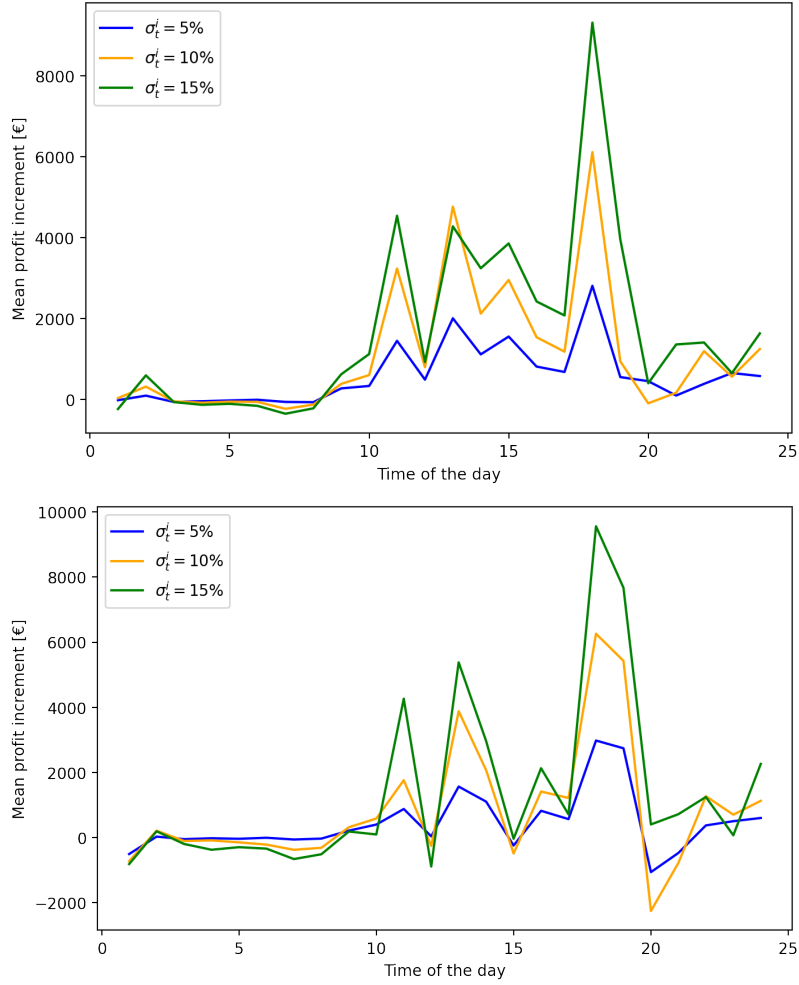 σ_t^i = 5%
σ_t^i = 10%
σ_t^i = 15%
Mean profit increment [€]
8000
6000
4000
2000
0
0 5 10 15 20 25
Time of the day
σ_t^i = 5%
σ_t^i = 10%
σ_t^i = 15%
Mean profit increment [€]
10000
8000
6000
4000
2000
0
−2000
0 5 10 15 20 25
Time of the day